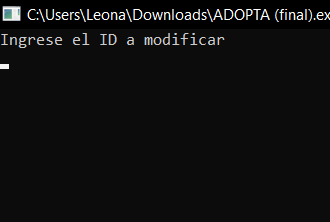 C:\Users\Leona\Downloads\ADOPTA (final).ex
Ingrese el ID a modificar